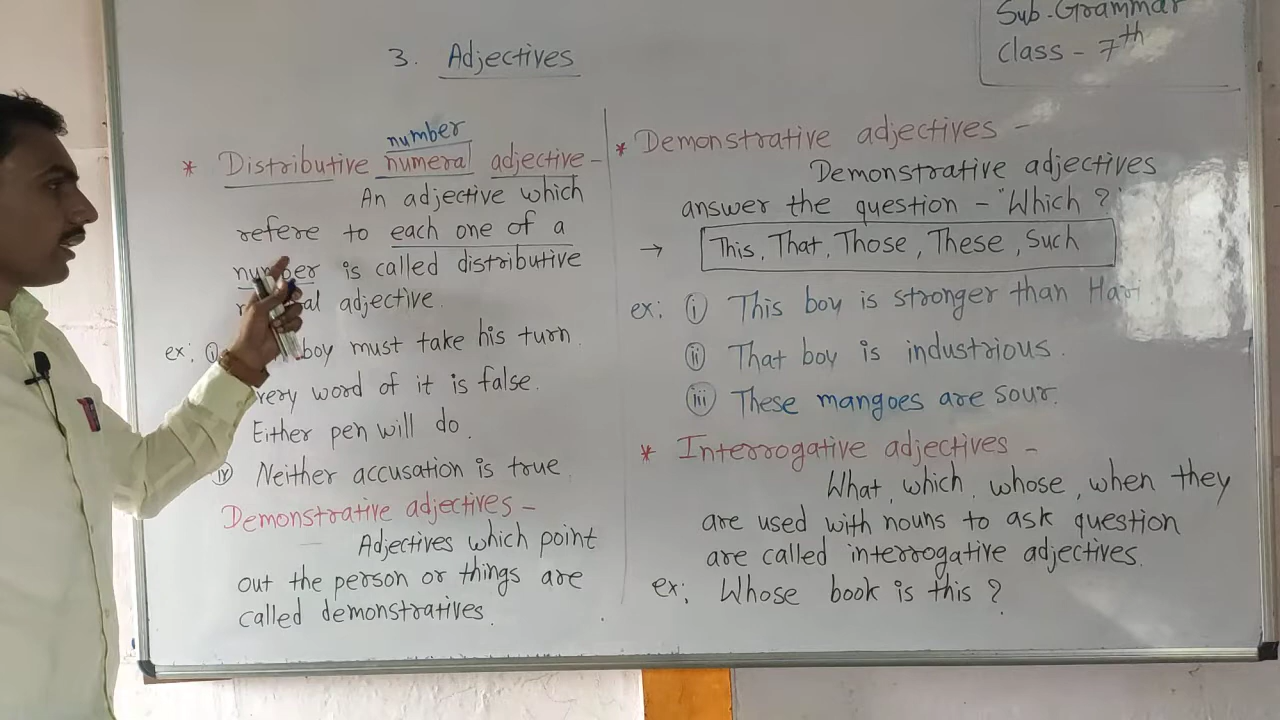 Sub-Grammar
Class - 7th
3. Adjectives
number
* Distributive numeral adjective -
An adjective which
refere to each one of a
number is called distributive
adjective.
ex: i boy must take his turn.
very word of it is false.
Either pen will do.
iv Neither accusation is true.
Demonstrative adjectives -
Adjectives which point
out the person or things are
called demonstratives.
* Demonstrative adjectives -
Demonstrative adjectives
answer the question - "Which ?"
→ This, That, Those, These, Such
ex: i This boy is stronger than Hari
ii That boy is industrious.
iii These mangoes are sour.
* Interrogative adjectives -
What, which, whose, when they
are used with nouns to ask question
are called interrogative adjectives.
ex: Whose book is this ?